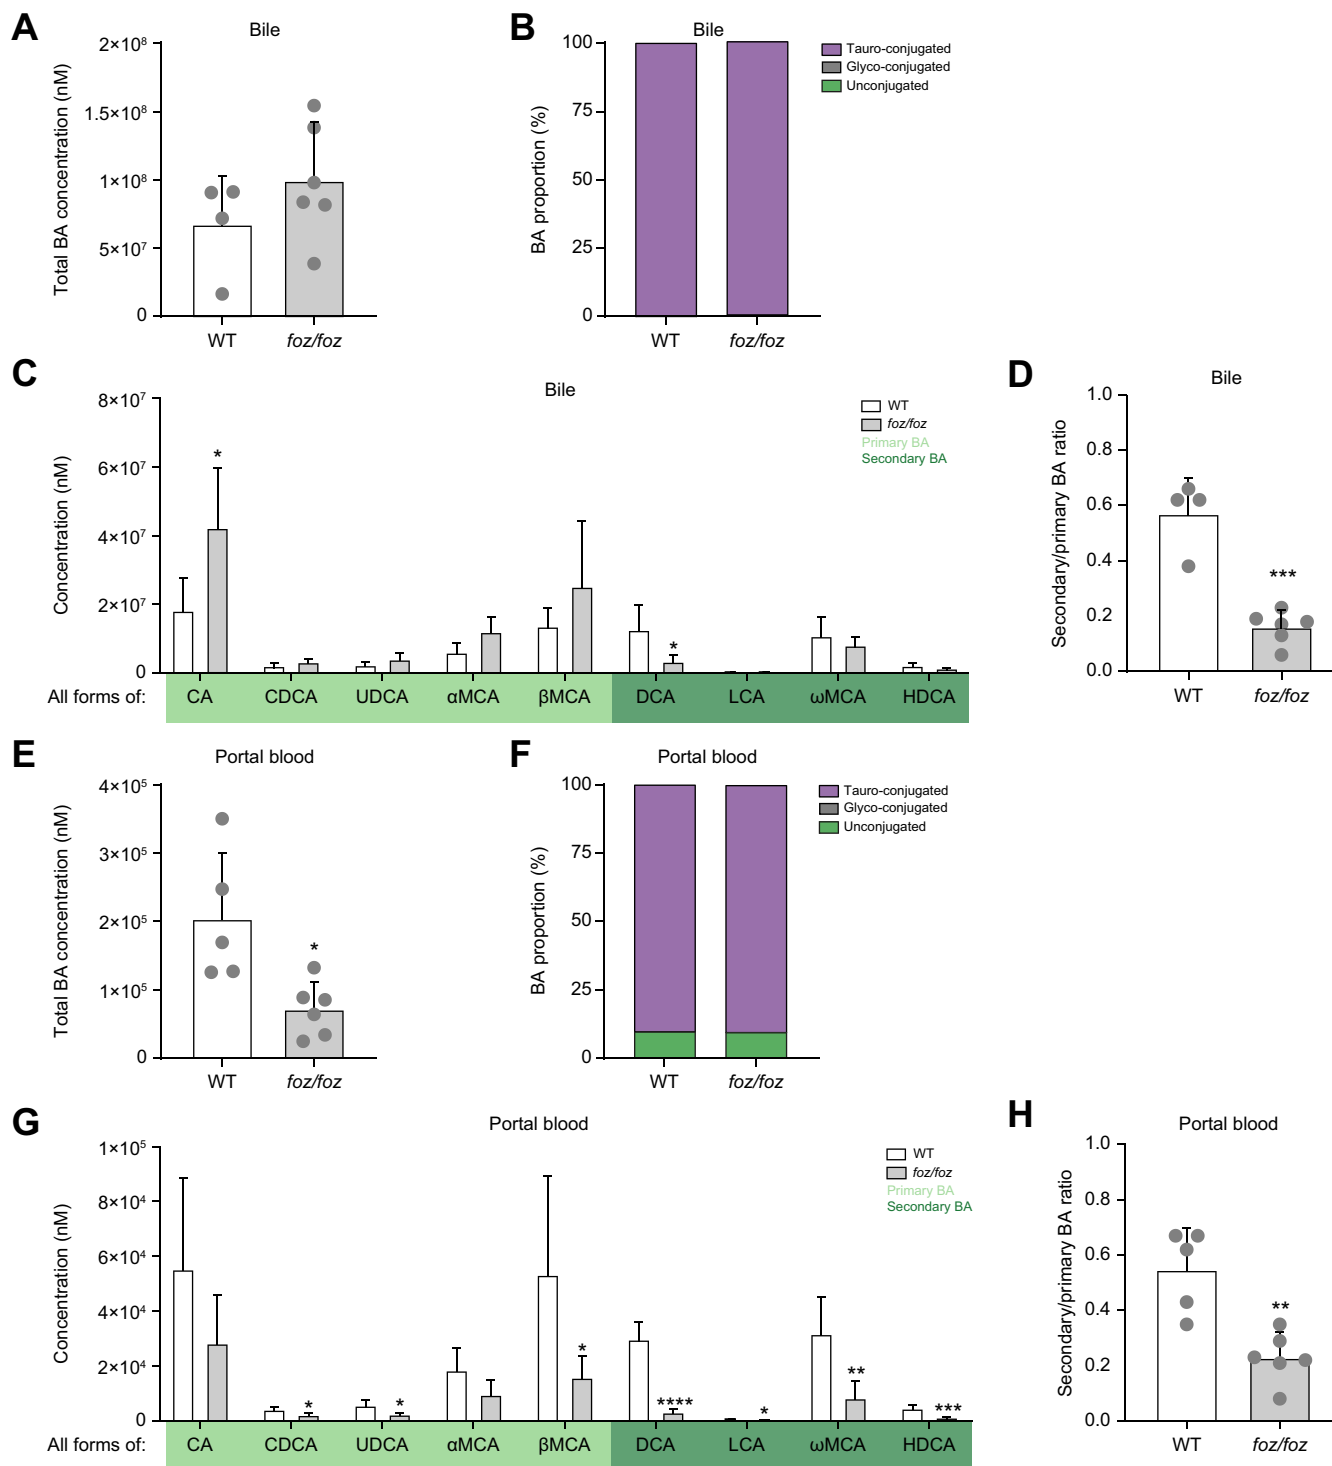 A
Bile
Total BA concentration (nM)
2×10⁸
1.5×10⁸
1×10⁸
5×10⁷
0
WT
foz/foz
B
Bile
BA proportion (%)
100
75
50
25
0
WT
foz/foz
Tauro-conjugated
Glyco-conjugated
Unconjugated
C
Bile
Concentration (nM)
8×10⁷
6×10⁷
4×10⁷
2×10⁷
0
*
*
WT
foz/foz
Primary BA
Secondary BA
All forms of: CA CDCA UDCA αMCA βMCA DCA LCA ωMCA HDCA
D
Bile
Secondary/primary BA ratio
1.0
0.8
0.6
0.4
0.2
0.0
***
WT
foz/foz
E
Portal blood
Total BA concentration (nM)
4×10⁵
3×10⁵
2×10⁵
1×10⁵
0
*
WT
foz/foz
F
Portal blood
BA proportion (%)
100
75
50
25
0
WT
foz/foz
Tauro-conjugated
Glyco-conjugated
Unconjugated
G
Portal blood
Concentration (nM)
1×10⁵
8×10⁴
6×10⁴
4×10⁴
2×10⁴
0
* * * **** * ** ***
WT
foz/foz
Primary BA
Secondary BA
All forms of: CA CDCA UDCA αMCA βMCA DCA LCA ωMCA HDCA
H
Portal blood
Secondary/primary BA ratio
1.0
0.8
0.6
0.4
0.2
0.0
**
WT
foz/foz